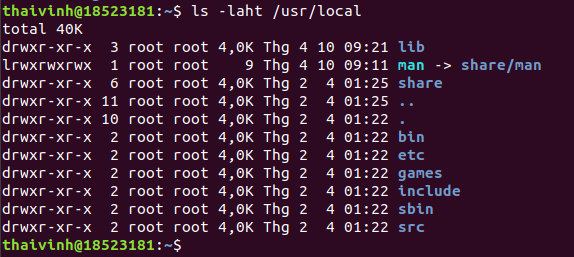 thaivinh@18523181:~$ ls -laht /usr/local
total 40K
drwxr-xr-x  3 root root 4,0K Thg 4 10 09:21 lib
lrwxrwxrwx  1 root root    9 Thg 4 10 09:11 man -> share/man
drwxr-xr-x  6 root root 4,0K Thg 2  4 01:25 share
drwxr-xr-x 11 root root 4,0K Thg 2  4 01:25 ..
drwxr-xr-x 10 root root 4,0K Thg 2  4 01:22 .
drwxr-xr-x  2 root root 4,0K Thg 2  4 01:22 bin
drwxr-xr-x  2 root root 4,0K Thg 2  4 01:22 etc
drwxr-xr-x  2 root root 4,0K Thg 2  4 01:22 games
drwxr-xr-x  2 root root 4,0K Thg 2  4 01:22 include
drwxr-xr-x  2 root root 4,0K Thg 2  4 01:22 sbin
drwxr-xr-x  2 root root 4,0K Thg 2  4 01:22 src
thaivinh@18523181:~$